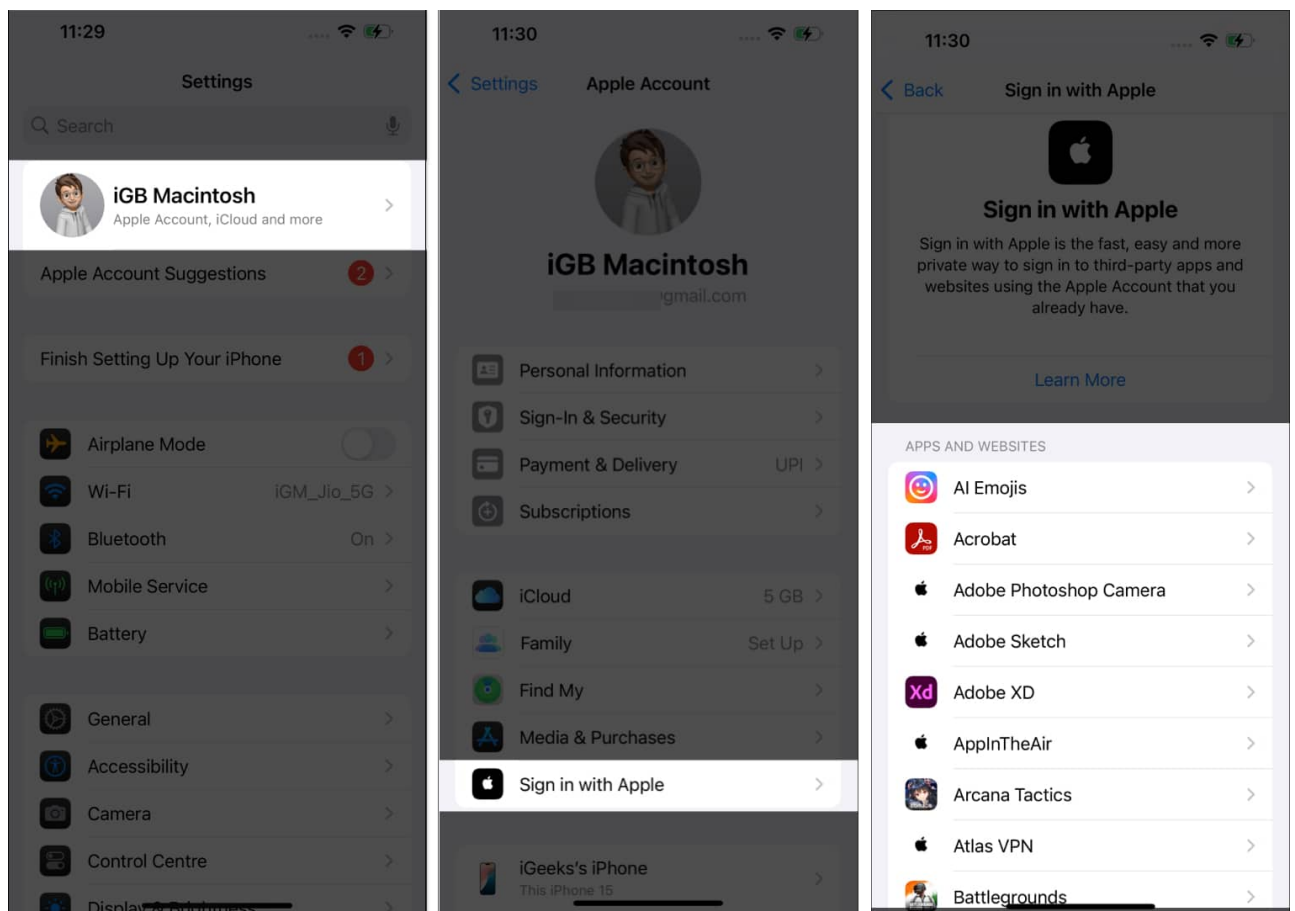 11:29
Settings
Search
iGB Macintosh
Apple Account, iCloud and more
Apple Account Suggestions 2
Finish Setting Up Your iPhone 1
Airplane Mode
Wi-Fi iGM_Jio_5G
Bluetooth On
Mobile Service
Battery
General
Accessibility
Camera
Control Centre
Display & Brightness
11:30
Settings Apple Account
iGB Macintosh
gmail.com
Personal Information
Sign-In & Security
Payment & Delivery UPI
Subscriptions
iCloud 5 GB
Family Set Up
Find My
Media & Purchases
Sign in with Apple
iGeeks's iPhone
This iPhone 15
11:30
Back Sign in with Apple
Sign in with Apple
Sign in with Apple is the fast, easy and more
private way to sign in to third-party apps and
websites using the Apple Account that you
already have.
Learn More
APPS AND WEBSITES
AI Emojis
PDF
Acrobat
Adobe Photoshop Camera
Adobe Sketch
Xd Adobe XD
AppInTheAir
Arcana Tactics
Atlas VPN
Battlegrounds